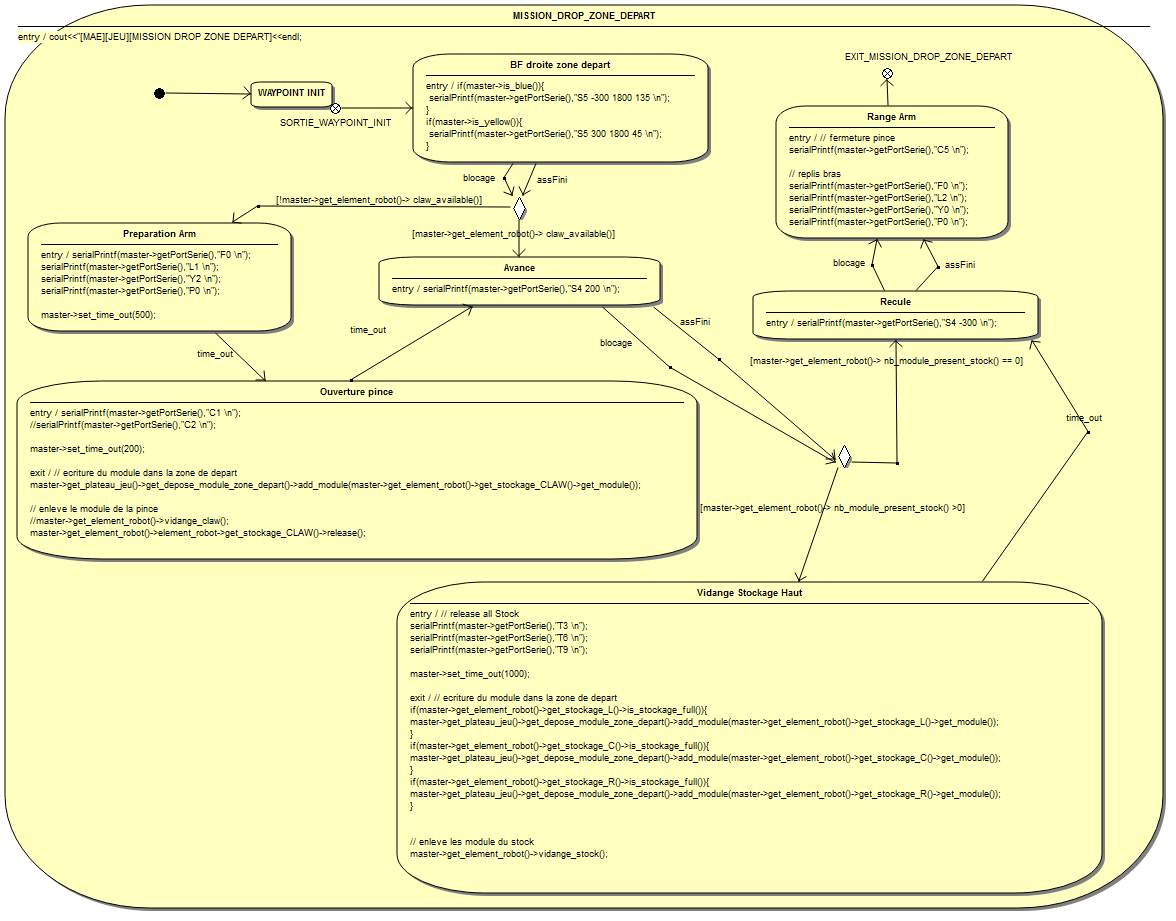 MISSION_DROP_ZONE_DEPART
entry / cout<<"[MAE][JEU][MISSION DROP ZONE DEPART]<<endl;
WAYPOINT INIT
SORTIE_WAYPOINT_INIT
BF droite zone depart
entry / if(master->is_blue()){
serialPrintf(master->getPortSerie(),"S5 -300 1800 135 \n");
}
if(master->is_yellow()){
serialPrintf(master->getPortSerie(),"S5 300 1800 45 \n");
}
EXIT_MISSION_DROP_ZONE_DEPART
Range Arm
entry / // fermeture pince
serialPrintf(master->getPortSerie(),"C5 \n");
// replis bras
serialPrintf(master->getPortSerie(),"F0 \n");
serialPrintf(master->getPortSerie(),"L2 \n");
serialPrintf(master->getPortSerie(),"Y0 \n");
serialPrintf(master->getPortSerie(),"P0 \n");
blocage
assFini
[!master->get_element_robot()-> claw_available()]
[master->get_element_robot()-> claw_available()]
Preparation Arm
entry / serialPrintf(master->getPortSerie(),"F0 \n");
serialPrintf(master->getPortSerie(),"L1 \n");
serialPrintf(master->getPortSerie(),"Y2 \n");
serialPrintf(master->getPortSerie(),"P0 \n");
master->set_time_out(500);
Avance
entry / serialPrintf(master->getPortSerie(),"S4 200 \n");
blocage
assFini
Recule
entry / serialPrintf(master->getPortSerie(),"S4 -300 \n");
time_out
time_out
blocage
assFini
[master->get_element_robot()-> nb_module_present_stock() == 0]
time_out
Ouverture pince
entry / serialPrintf(master->getPortSerie(),"C1 \n");
//serialPrintf(master->getPortSerie(),"C2 \n");
master->set_time_out(200);
exit / // ecriture du module dans la zone de depart
master->get_plateau_jeu()->get_depose_module_zone_depart()->add_module(master->get_element_robot()->get_stockage_CLAW()->get_module());
// enleve le module de la pince
//master->get_element_robot()->vidange_claw();
master->get_element_robot()->element_robot->get_stockage_CLAW()->release();
[master->get_element_robot()-> nb_module_present_stock() >0]
Vidange Stockage Haut
entry / // release all Stock
serialPrintf(master->getPortSerie(),"T3 \n");
serialPrintf(master->getPortSerie(),"T6 \n");
serialPrintf(master->getPortSerie(),"T9 \n");
master->set_time_out(1000);
exit / // ecriture du module dans la zone de depart
if(master->get_element_robot()->get_stockage_L()->is_stockage_full()){
master->get_plateau_jeu()->get_depose_module_zone_depart()->add_module(master->get_element_robot()->get_stockage_L()->get_module());
}
if(master->get_element_robot()->get_stockage_C()->is_stockage_full()){
master->get_plateau_jeu()->get_depose_module_zone_depart()->add_module(master->get_element_robot()->get_stockage_C()->get_module());
}
if(master->get_element_robot()->get_stockage_R()->is_stockage_full()){
master->get_plateau_jeu()->get_depose_module_zone_depart()->add_module(master->get_element_robot()->get_stockage_R()->get_module());
}
// enleve les module du stock
master->get_element_robot()->vidange_stock();